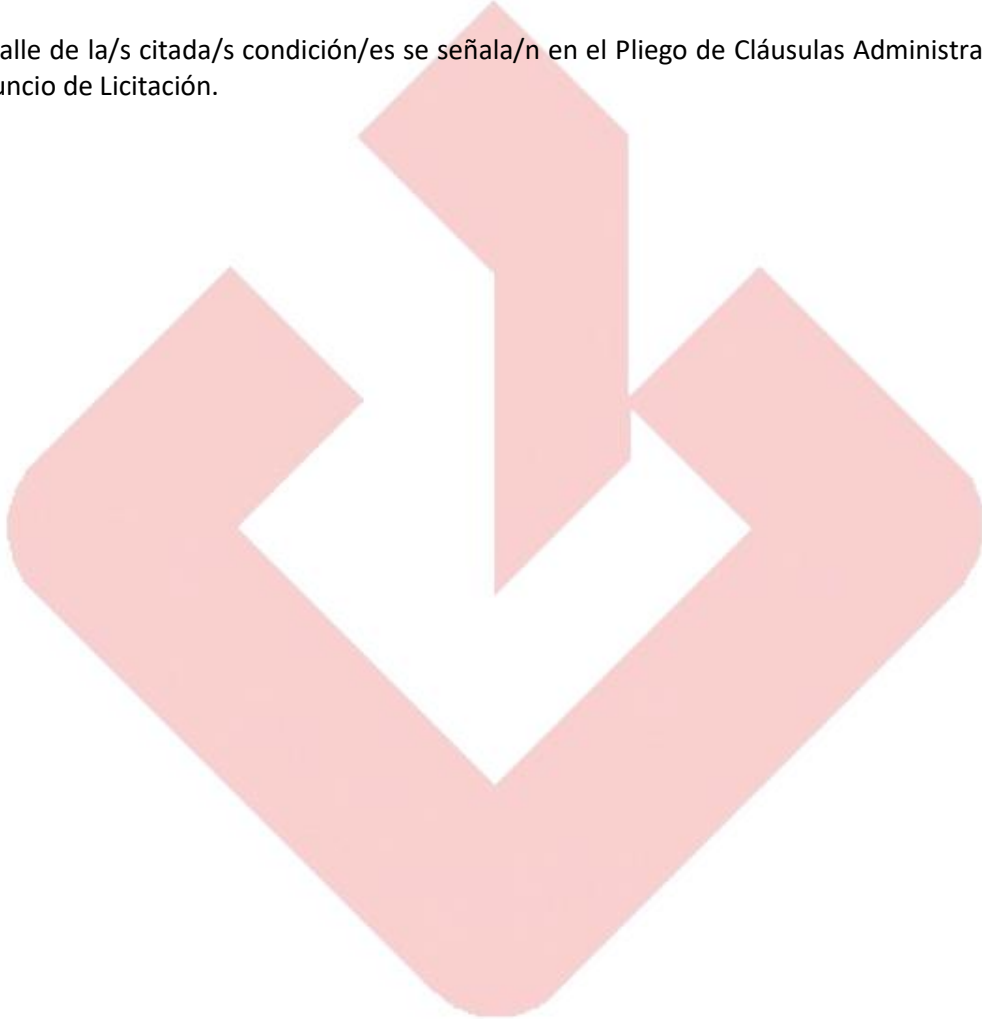 alle de la/s citada/s condición/es se señala/n en el Pliego de Cláusulas Administra
uncio de Licitación.